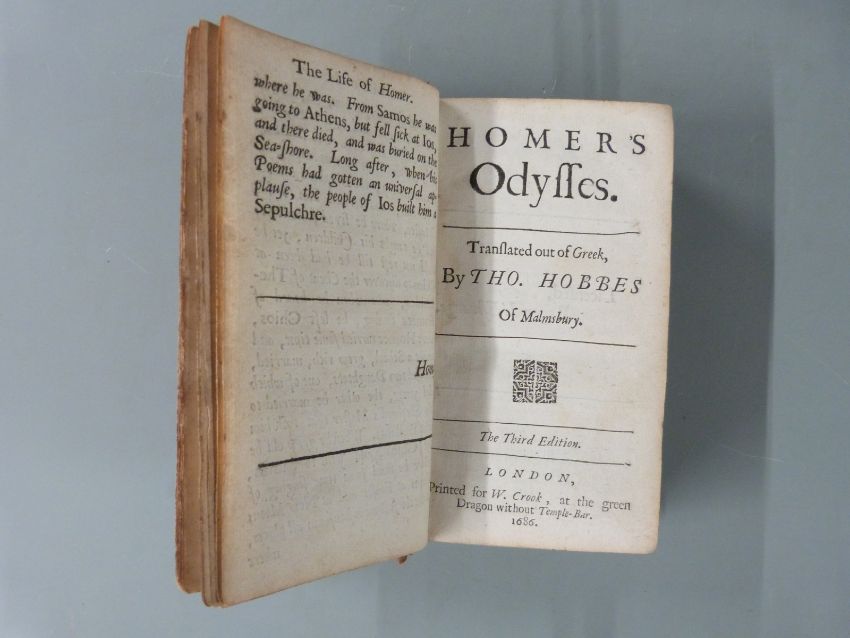 The Life of Homer.
where he was. From Samos he was
going to Athens, but fell ſick at Ios,
and there died, and was buried on the
Sea=ſhore. Long after, when his
Poems had gotten an univerſal ap-
plauſe, the people of Ios built him a
Sepulchre.
HOMER'S
Odyſſes.
Tranſlated out of Greek,
By THO. HOBBES
Of Malmsbury.
The Third Edition.
LONDON,
Printed for W. Crook, at the green
Dragon without Temple-Bar.
1686.